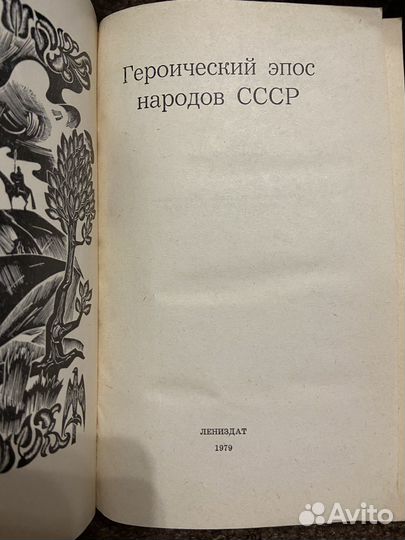 Героический эпос
народов СССР
ЛЕНИЗДАТ
1979
Avito